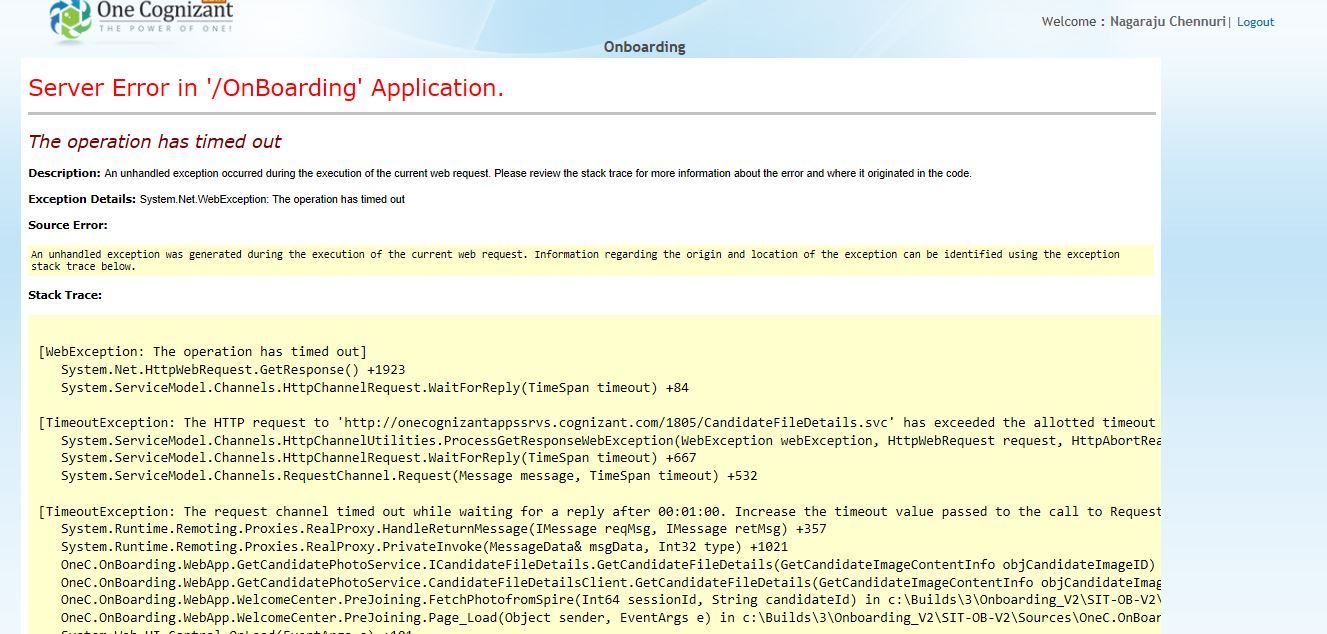 One Cognizant
THE POWER OF ONE!
Welcome : Nagaraju Chennuri| Logout
Onboarding
Server Error in '/OnBoarding' Application.
The operation has timed out
Description: An unhandled exception occurred during the execution of the current web request. Please review the stack trace for more information about the error and where it originated in the code.
Exception Details: System.Net.WebException: The operation has timed out
Source Error:
An unhandled exception was generated during the execution of the current web request. Information regarding the origin and location of the exception can be identified using the exception
stack trace below.
Stack Trace:
[WebException: The operation has timed out]
System.Net.HttpWebRequest.GetResponse() +1923
System.ServiceModel.Channels.HttpChannelRequest.WaitForReply(TimeSpan timeout) +84
[TimeoutException: The HTTP request to 'http://onecognizantappssrvs.cognizant.com/1805/CandidateFileDetails.svc' has exceeded the allotted timeout
System.ServiceModel.Channels.HttpChannelUtilities.ProcessGetResponseWebException(WebException webException, HttpWebRequest request, HttpAbortRea
System.ServiceModel.Channels.HttpChannelRequest.WaitForReply(TimeSpan timeout) +667
System.ServiceModel.Channels.RequestChannel.Request(Message message, TimeSpan timeout) +532
[TimeoutException: The request channel timed out while waiting for a reply after 00:01:00. Increase the timeout value passed to the call to Request
System.Runtime.Remoting.Proxies.RealProxy.HandleReturnMessage(IMessage reqMsg, IMessage retMsg) +357
System.Runtime.Remoting.Proxies.RealProxy.PrivateInvoke(MessageData& msgData, Int32 type) +1021
OneC.OnBoarding.WebApp.GetCandidatePhotoService.ICandidateFileDetails.GetCandidateFileDetails(GetCandidateImageContentInfo objCandidateImageID)
OneC.OnBoarding.WebApp.GetCandidatePhotoService.CandidateFileDetailsClient.GetCandidateFileDetails(GetCandidateImageContentInfo objCandidateImag
OneC.OnBoarding.WebApp.WelcomeCenter.PreJoining.FetchPhotofromSpire(Int64 sessionId, String candidateId) in c:\Builds\3\Onboarding_V2\SIT-OB-V2\
OneC.OnBoarding.WebApp.WelcomeCenter.PreJoining.Page_Load(Object sender, EventArgs e) in c:\Builds\3\Onboarding_V2\SIT-OB-V2\Sources\OneC.OnBoar
System.Web.UI.Control.OnLoad(EventArgs e)